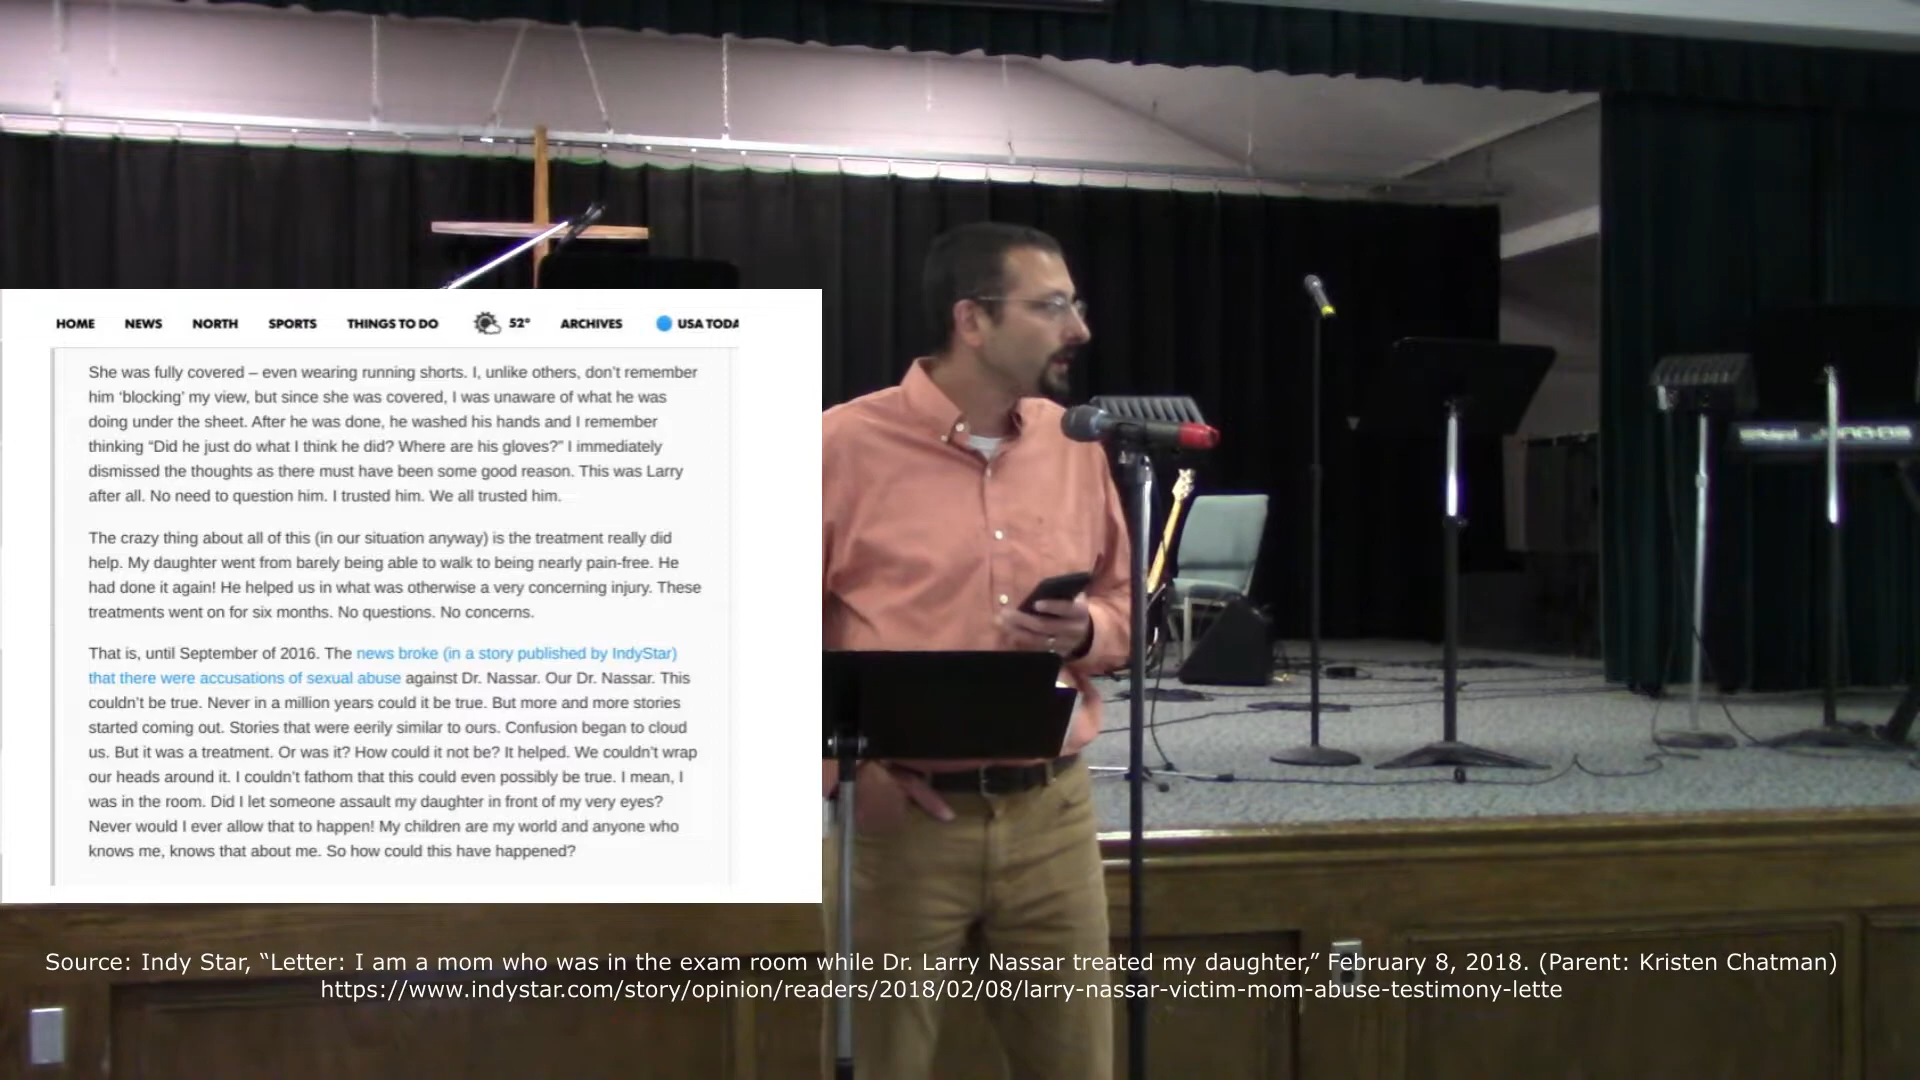 HOME NEWS NORTH SPORTS THINGS TO DO 52° ARCHIVES USA TODA
She was fully covered – even wearing running shorts. I, unlike others, don’t remember
him ‘blocking’ my view, but since she was covered, I was unaware of what he was
doing under the sheet. After he was done, he washed his hands and I remember
thinking “Did he just do what I think he did? Where are his gloves?” I immediately
dismissed the thoughts as there must have been some good reason. This was Larry
after all. No need to question him. I trusted him. We all trusted him.
The crazy thing about all of this (in our situation anyway) is the treatment really did
help. My daughter went from barely being able to walk to being nearly pain-free. He
had done it again! He helped us in what was otherwise a very concerning injury. These
treatments went on for six months. No questions. No concerns.
That is, until September of 2016. The news broke (in a story published by IndyStar)
that there were accusations of sexual abuse against Dr. Nassar. Our Dr. Nassar. This
couldn’t be true. Never in a million years could it be true. But more and more stories
started coming out. Stories that were eerily similar to ours. Confusion began to cloud
us. But it was a treatment. Or was it? How could it not be? It helped. We couldn’t wrap
our heads around it. I couldn’t fathom that this could even possibly be true. I mean, I
was in the room. Did I let someone assault my daughter in front of my very eyes?
Never would I ever allow that to happen! My children are my world and anyone who
knows me, knows that about me. So how could this have happened?
Source: Indy Star, “Letter: I am a mom who was in the exam room while Dr. Larry Nassar treated my daughter,” February 8, 2018. (Parent: Kristen Chatman)
https://www.indystar.com/story/opinion/readers/2018/02/08/larry-nassar-victim-mom-abuse-testimony-lette